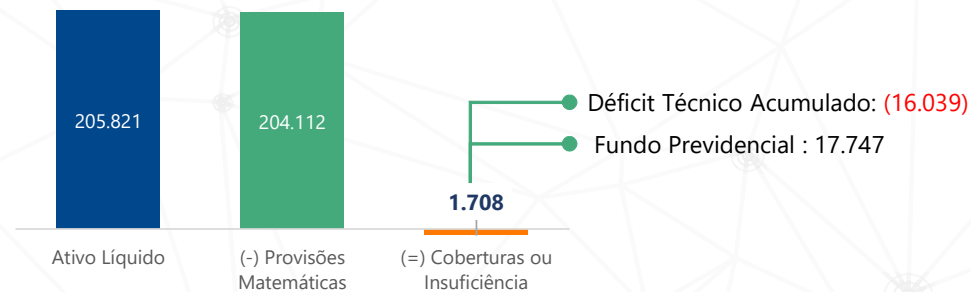 205.821
204.112
Déficit Técnico Acumulado: (16.039)
Fundo Previdencial : 17.747
1.708
Ativo Líquido
(-) Provisões
Matemáticas
(=) Coberturas ou
Insuficiência